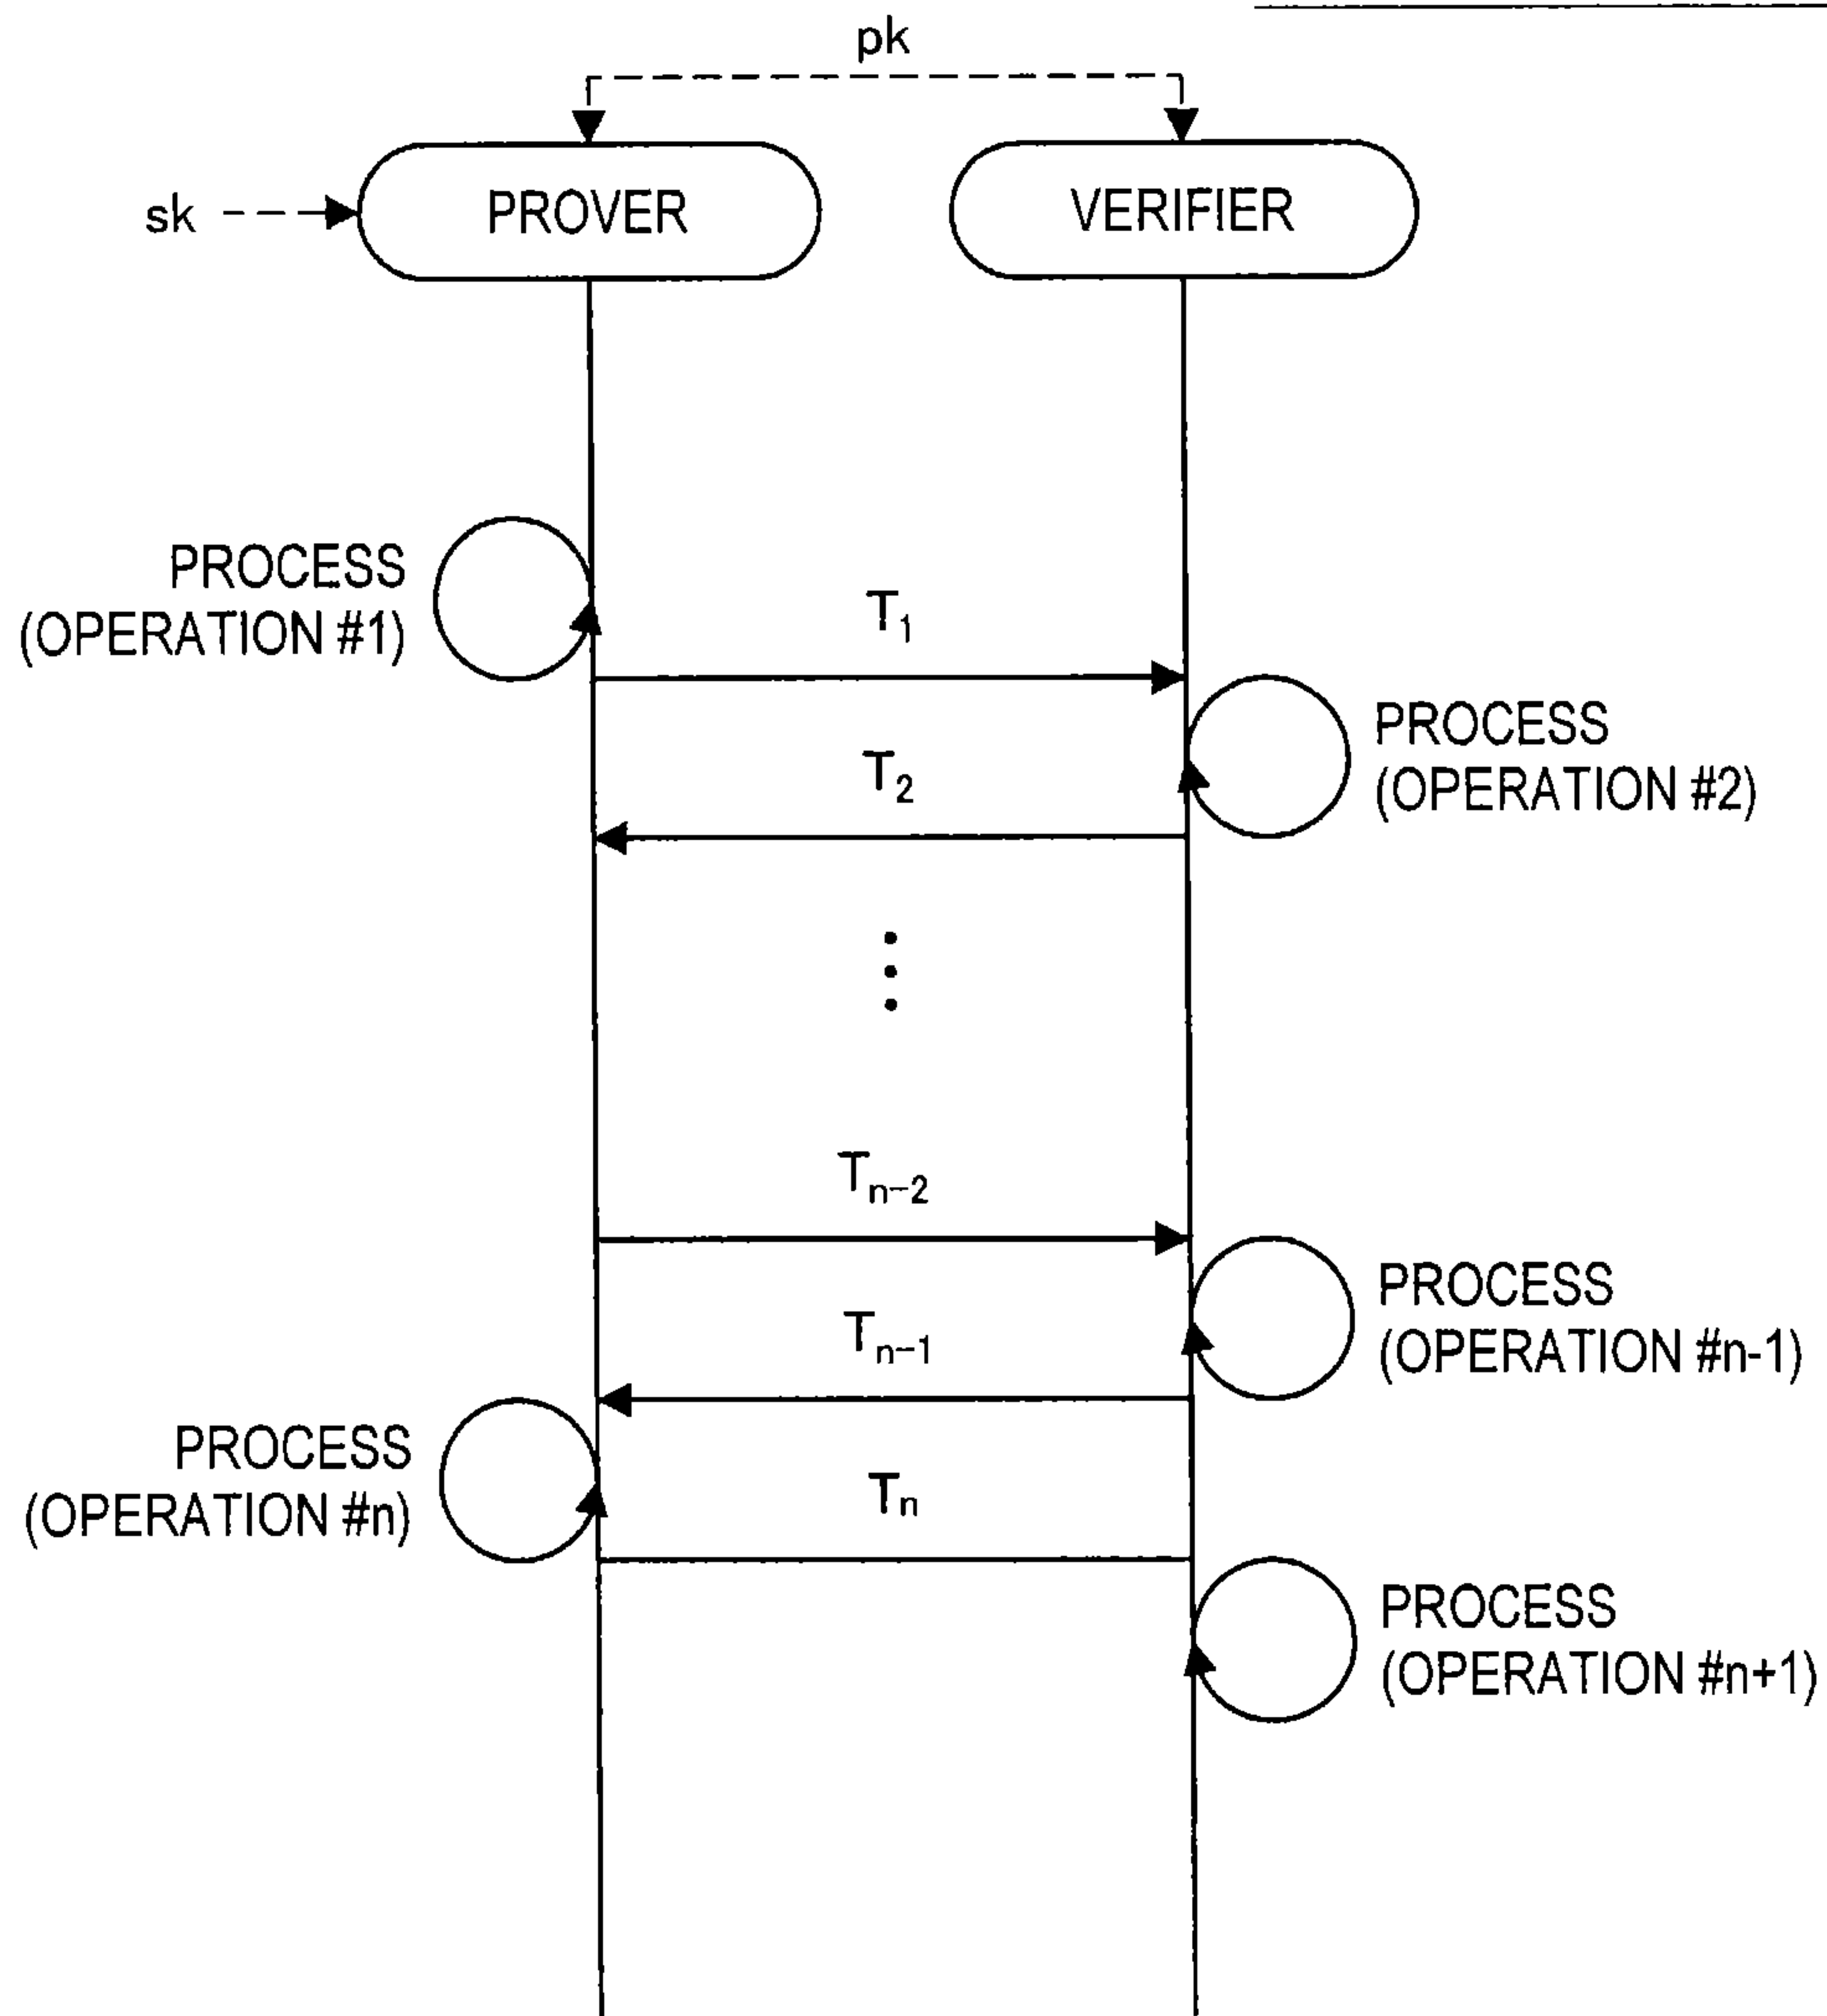 pk
sk
PROVER
VERIFIER
PROCESS
(OPERATION #1)
T₁
PROCESS
(OPERATION #2)
T₂
Tₙ₋₂
PROCESS
(OPERATION #n-1)
Tₙ₋₁
PROCESS
(OPERATION #n)
Tₙ
PROCESS
(OPERATION #n+1)